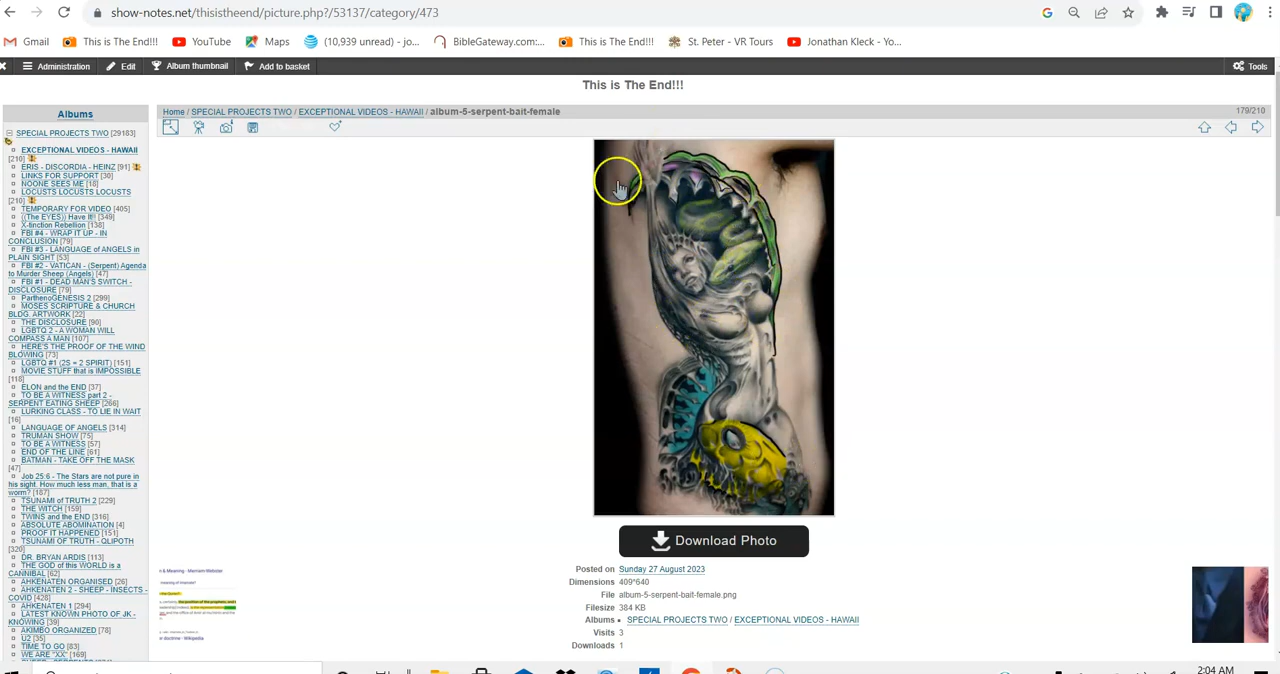 show-notes.net/thisistheend/picture.php?/53137/category/473
Gmail This is The End!!! YouTube Maps (10,939 unread) - jo... BibleGateway.com:... This is The End!!! St. Peter - VR Tours Jonathan Kleck - Yo...
Administration Edit Album thumbnail Add to basket Tools
This is The End!!!
Albums
Home / SPECIAL PROJECTS TWO / EXCEPTIONAL VIDEOS - HAWAII / album-5-serpent-bait-female 179/210
SPECIAL PROJECTS TWO [29183]
EXCEPTIONAL VIDEOS - HAWAII
[210]
ERIS - DISCORDIA - HEINZ [91]
LINKS FOR SUPPORT [30]
NOONE SEES ME [18]
LOCUSTS LOCUSTS LOCUSTS
[210]
TEMPORARY FOR VIDEO [405]
((The EYES)) Have It!! [349]
X-tinction Rebellion [138]
FBI #4 - WRAP IT UP - IN
CONCLUSION [79]
FBI #3 - LANGUAGE of ANGELS in
PLAIN SIGHT [53]
FBI #2 - VATICAN - (Serpent) Agenda
to Murder Sheep (Angels) [47]
FBI #1 - DEAD MAN'S SWITCH -
DISCLOSURE [79]
ParthenoGENESIS 2 [299]
MOSES SCRIPTURE & CHURCH
BLDG. ARTWORK [22]
THE DISCLOSURE [90]
LGBTQ 2 - A WOMAN WILL
COMPASS A MAN [107]
HERE'S THE PROOF OF THE WIND
BLOWING [73]
LGBTQ #1 (2S = 2 SPIRIT) [151]
MOVIE STUFF that is IMPOSSIBLE
[118]
ELON and the END [37]
TO BE A WITNESS part 2 -
SERPENT EATING SHEEP [266]
LURKING CLASS - TO LIE IN WAIT
[16]
LANGUAGE OF ANGELS [314]
TRUMAN SHOW [75]
TO BE A WITNESS [57]
END OF THE LINE [61]
BATMAN - TAKE OFF THE MASK
[47]
Job 25:6 - The Stars are not pure in
his sight. How much less man, that is a
worm? [187]
TSUNAMI of TRUTH 2 [229]
THE WITCH [159]
TWINS and the END [316]
ABSOLUTE ABOMINATION [4]
PROOF IT HAPPENED [151]
TSUNAMI OF TRUTH - QLIPOTH
[320]
DR. BRYAN ARDIS [113]
THE GOD of this WORLD is a
CANNIBAL [62]
AHKENATEN ORGANISED [26]
AHKENATEN 2 - SHEEP - INSECTS -
COVID [428]
AHKENATEN 1 [294]
LATEST KNOWN PHOTO OF JK -
KNOWING [39]
AKIMBO ORGANIZED [78]
U2 [35]
TIME TO GO [83]
WE ARE "XX" [169]
Download Photo
Posted on Sunday 27 August 2023
Dimensions 409*640
File album-5-serpent-bait-female.png
Filesize 384 KB
Albums SPECIAL PROJECTS TWO / EXCEPTIONAL VIDEOS - HAWAII
Visits 3
Downloads 1
2:04 AM